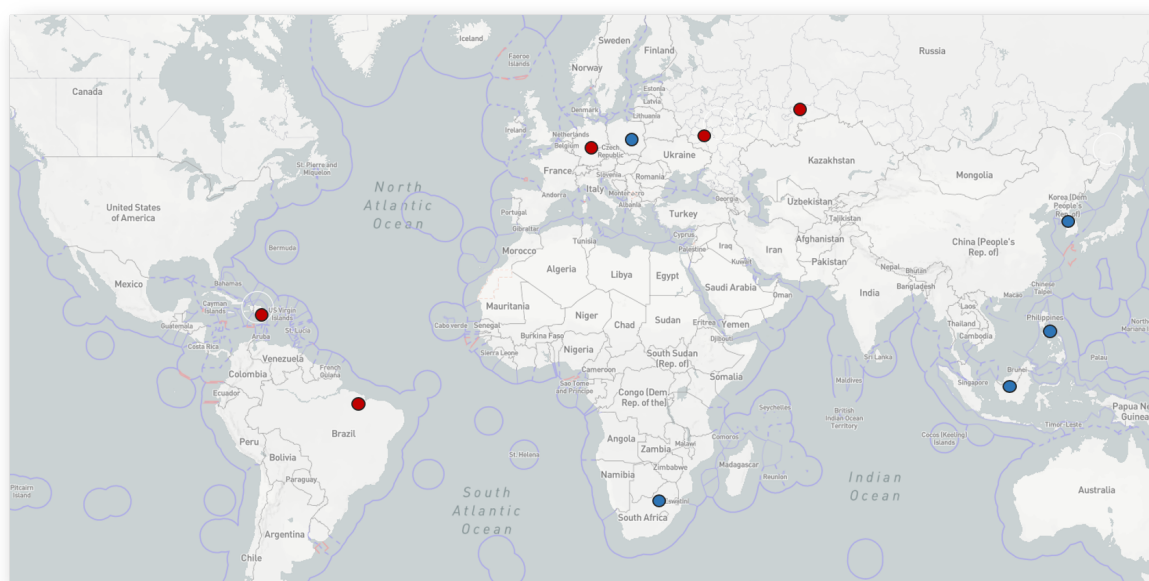 Iceland
Sweden
Finland
Russia
Faeroe
Islands
Norway
Canada
Estonia
Latvia
Denmark
Lithuania
Ireland
Netherlands
Belgium
Czech
Republic
Ukraine
Kazakhstan
St. Pierre and
Miquelon
France
Slovenia
Romania
Mongolia
North
Atlantic
Ocean
Andorra
Italy
Montenegro
Albania
Georgia
Uzbekistan
Korea [Dem
People's
Rep. of]
United States
of America
Portugal
Gibraltar
Turkey
Tajikistan
China [People's
Rep. of]
Tunisia
Cyprus
Palestine
Iraq
Iran
Afghanistan
Pakistan
Bermuda
Morocco
Kuwait
Nepal
Bhutan
Bangladesh
Algeria
Libya
Egypt
Saudi Arabia
Oman
India
Macao
Chinese
Taipei
Mexico
Bahamas
Cayman
Islands
US Virgin
Islands
Mauritania
Niger
Chad
Sudan
Eritrea
Yemen
Laos
Thailand
Cambodia
Philippines
North
Mariana I
Guatemala
St. Lucia
Aruba
Costa Rica
Cabo verde
Senegal
Burkina Faso
Djibouti
Sierra Leone
Nigeria
South Sudan
[Rep. of]
Sri Lanka
Palau
Venezuela
Colombia
French
Guiana
Cameroon
Somalia
Maldives
Singapore
Brunei
Ecuador
Sao Tome
and Principe
Congo [Dem.
Rep. of the]
Seychelles
British
Indian Ocean
Territory
Papua New
Guinea
Brazil
Timor-Leste
Peru
St. Helena
Angola
Zambia
Malawi
Comoros
Cocos [Keeling]
Islands
Bolivia
Namibia
Zimbabwe
Madagascar
Reunion
Paraguay
Pitcairn
Island
South
Atlantic
Ocean
Eswatini
South Africa
Indian
Ocean
Australia
Argentina
Chile